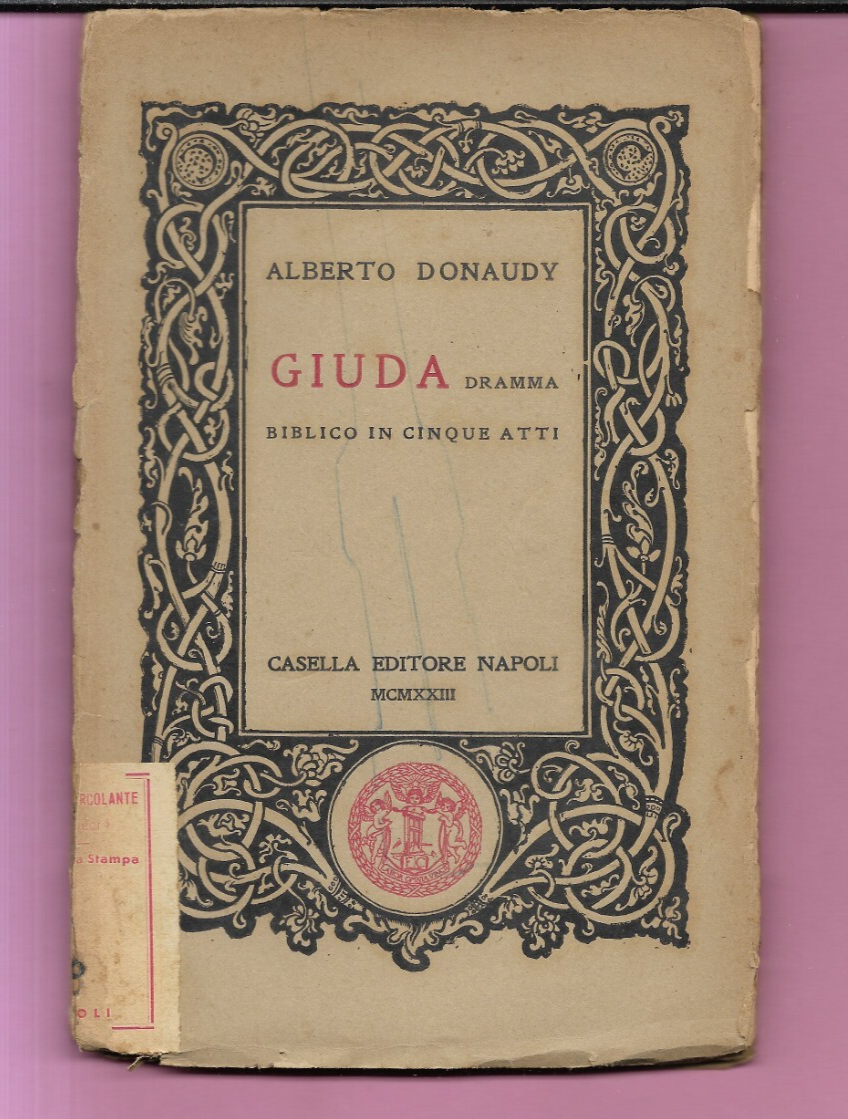 ALBERTO DONAUDY
GIUDA DRAMMA
BIBLICO IN CINQUE ATTI
CASELLA EDITORE NAPOLI
MCMXXIII
RCOLANTE
a Stampa
OLI